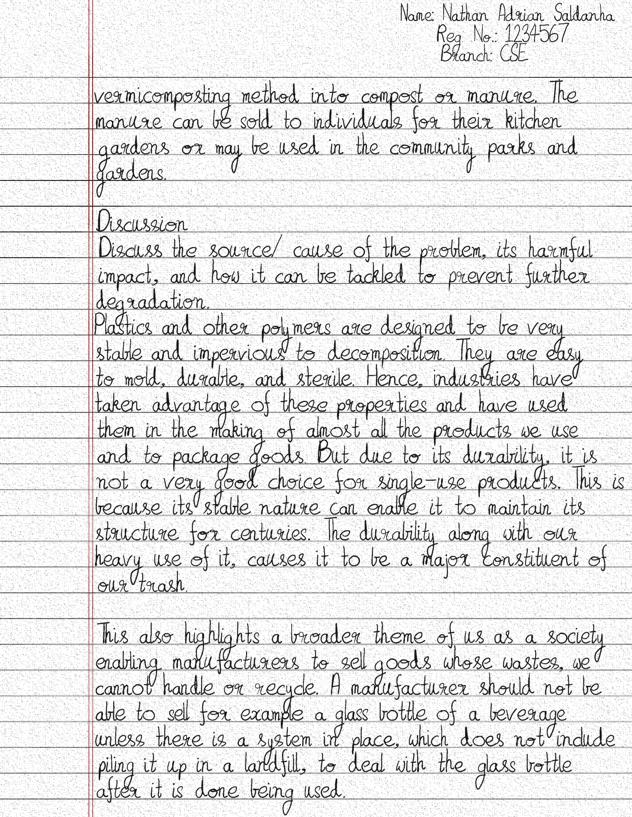 Name: Nathan Adrian Saldanha
Reg No.: 1234567
Branch: CSE
vermicomposting method into compost or manure. The
manure can be sold to individuals for their kitchen
gardens or may be used in the community parks and
gardens.
Discussion
Discuss the source/ cause of the problem, its harmful
impact, and how it can be tackled to prevent further
degradation.
Plastics and other polymers are designed to be very
stable and impervious to decomposition. They are easy
to mold, durable, and sterile. Hence, industries have
taken advantage of these properties and have used
them in the making of almost all the products we use
and to package goods. But due to its durability, it is
not a very good choice for single-use products. This is
because its stable nature can enable it to maintain its
structure for centuries. The durability along with our
heavy use of it, causes it to be a major constituent of
our trash.
This also highlights a broader theme of us as a society
enabling manufacturers to sell goods whose wastes, we
cannot handle or recycle. A manufacturer should not be
able to sell for example a glass bottle of a beverage
unless there is a system in place, which does not include
piling it up in a landfill, to deal with the glass bottle
after it is done being used.